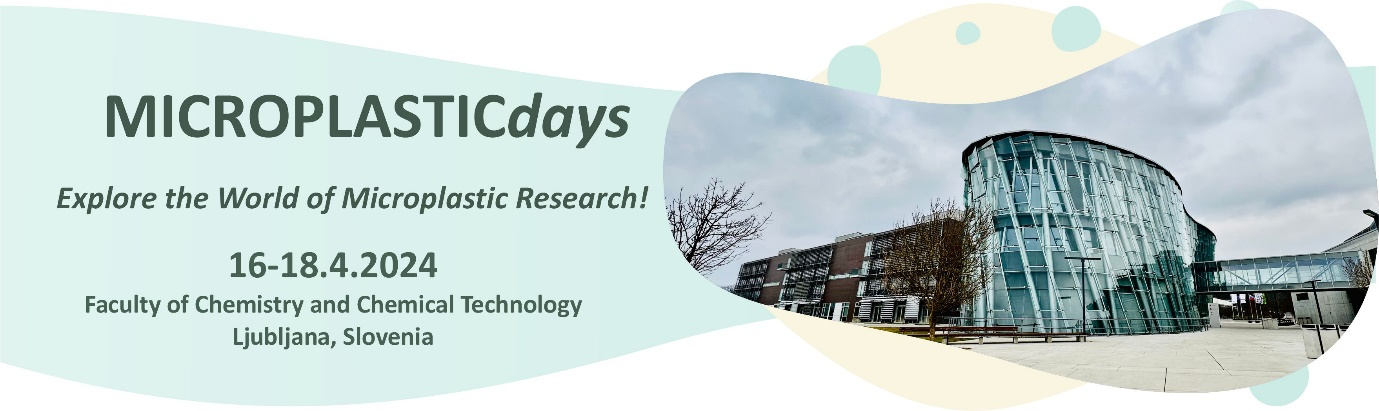 MICROPLASTICdays
Explore the World of Microplastic Research!
16-18.4.2024
Faculty of Chemistry and Chemical Technology
Ljubljana, Slovenia